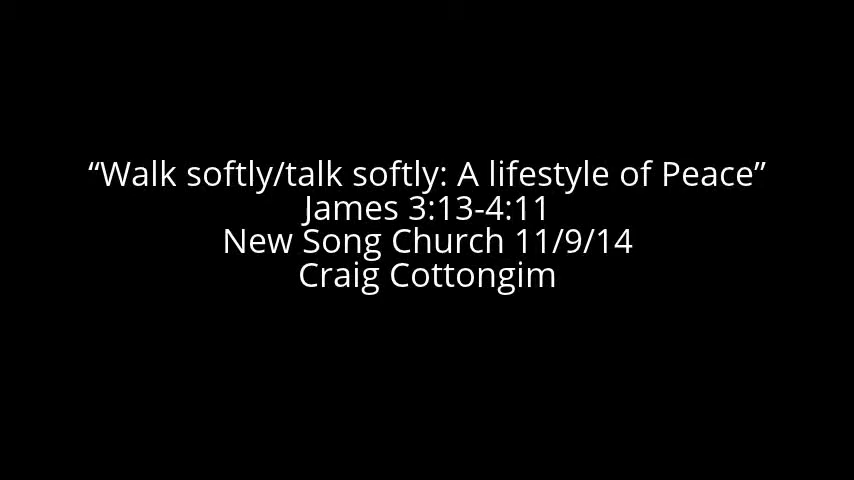 “Walk softly/talk softly: A lifestyle of Peace”
James 3:13-4:11
New Song Church 11/9/14
Craig Cottongim